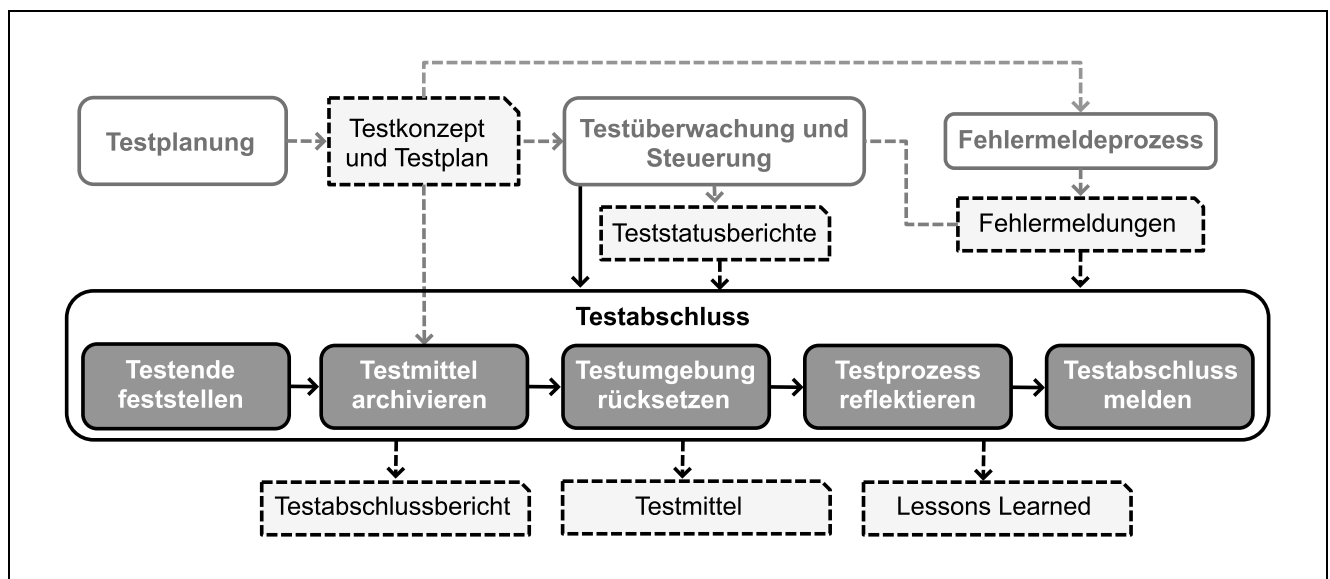 Testplanung
Testkonzept
und Testplan
Testüberwachung und
Steuerung
Fehlermeldeprozess
Teststatusberichte
Fehlermeldungen
Testabschluss
Testende
feststellen
Testmittel
archivieren
Testumgebung
rücksetzen
Testprozess
reflektieren
Testabschluss
melden
Testabschlussbericht
Testmittel
Lessons Learned